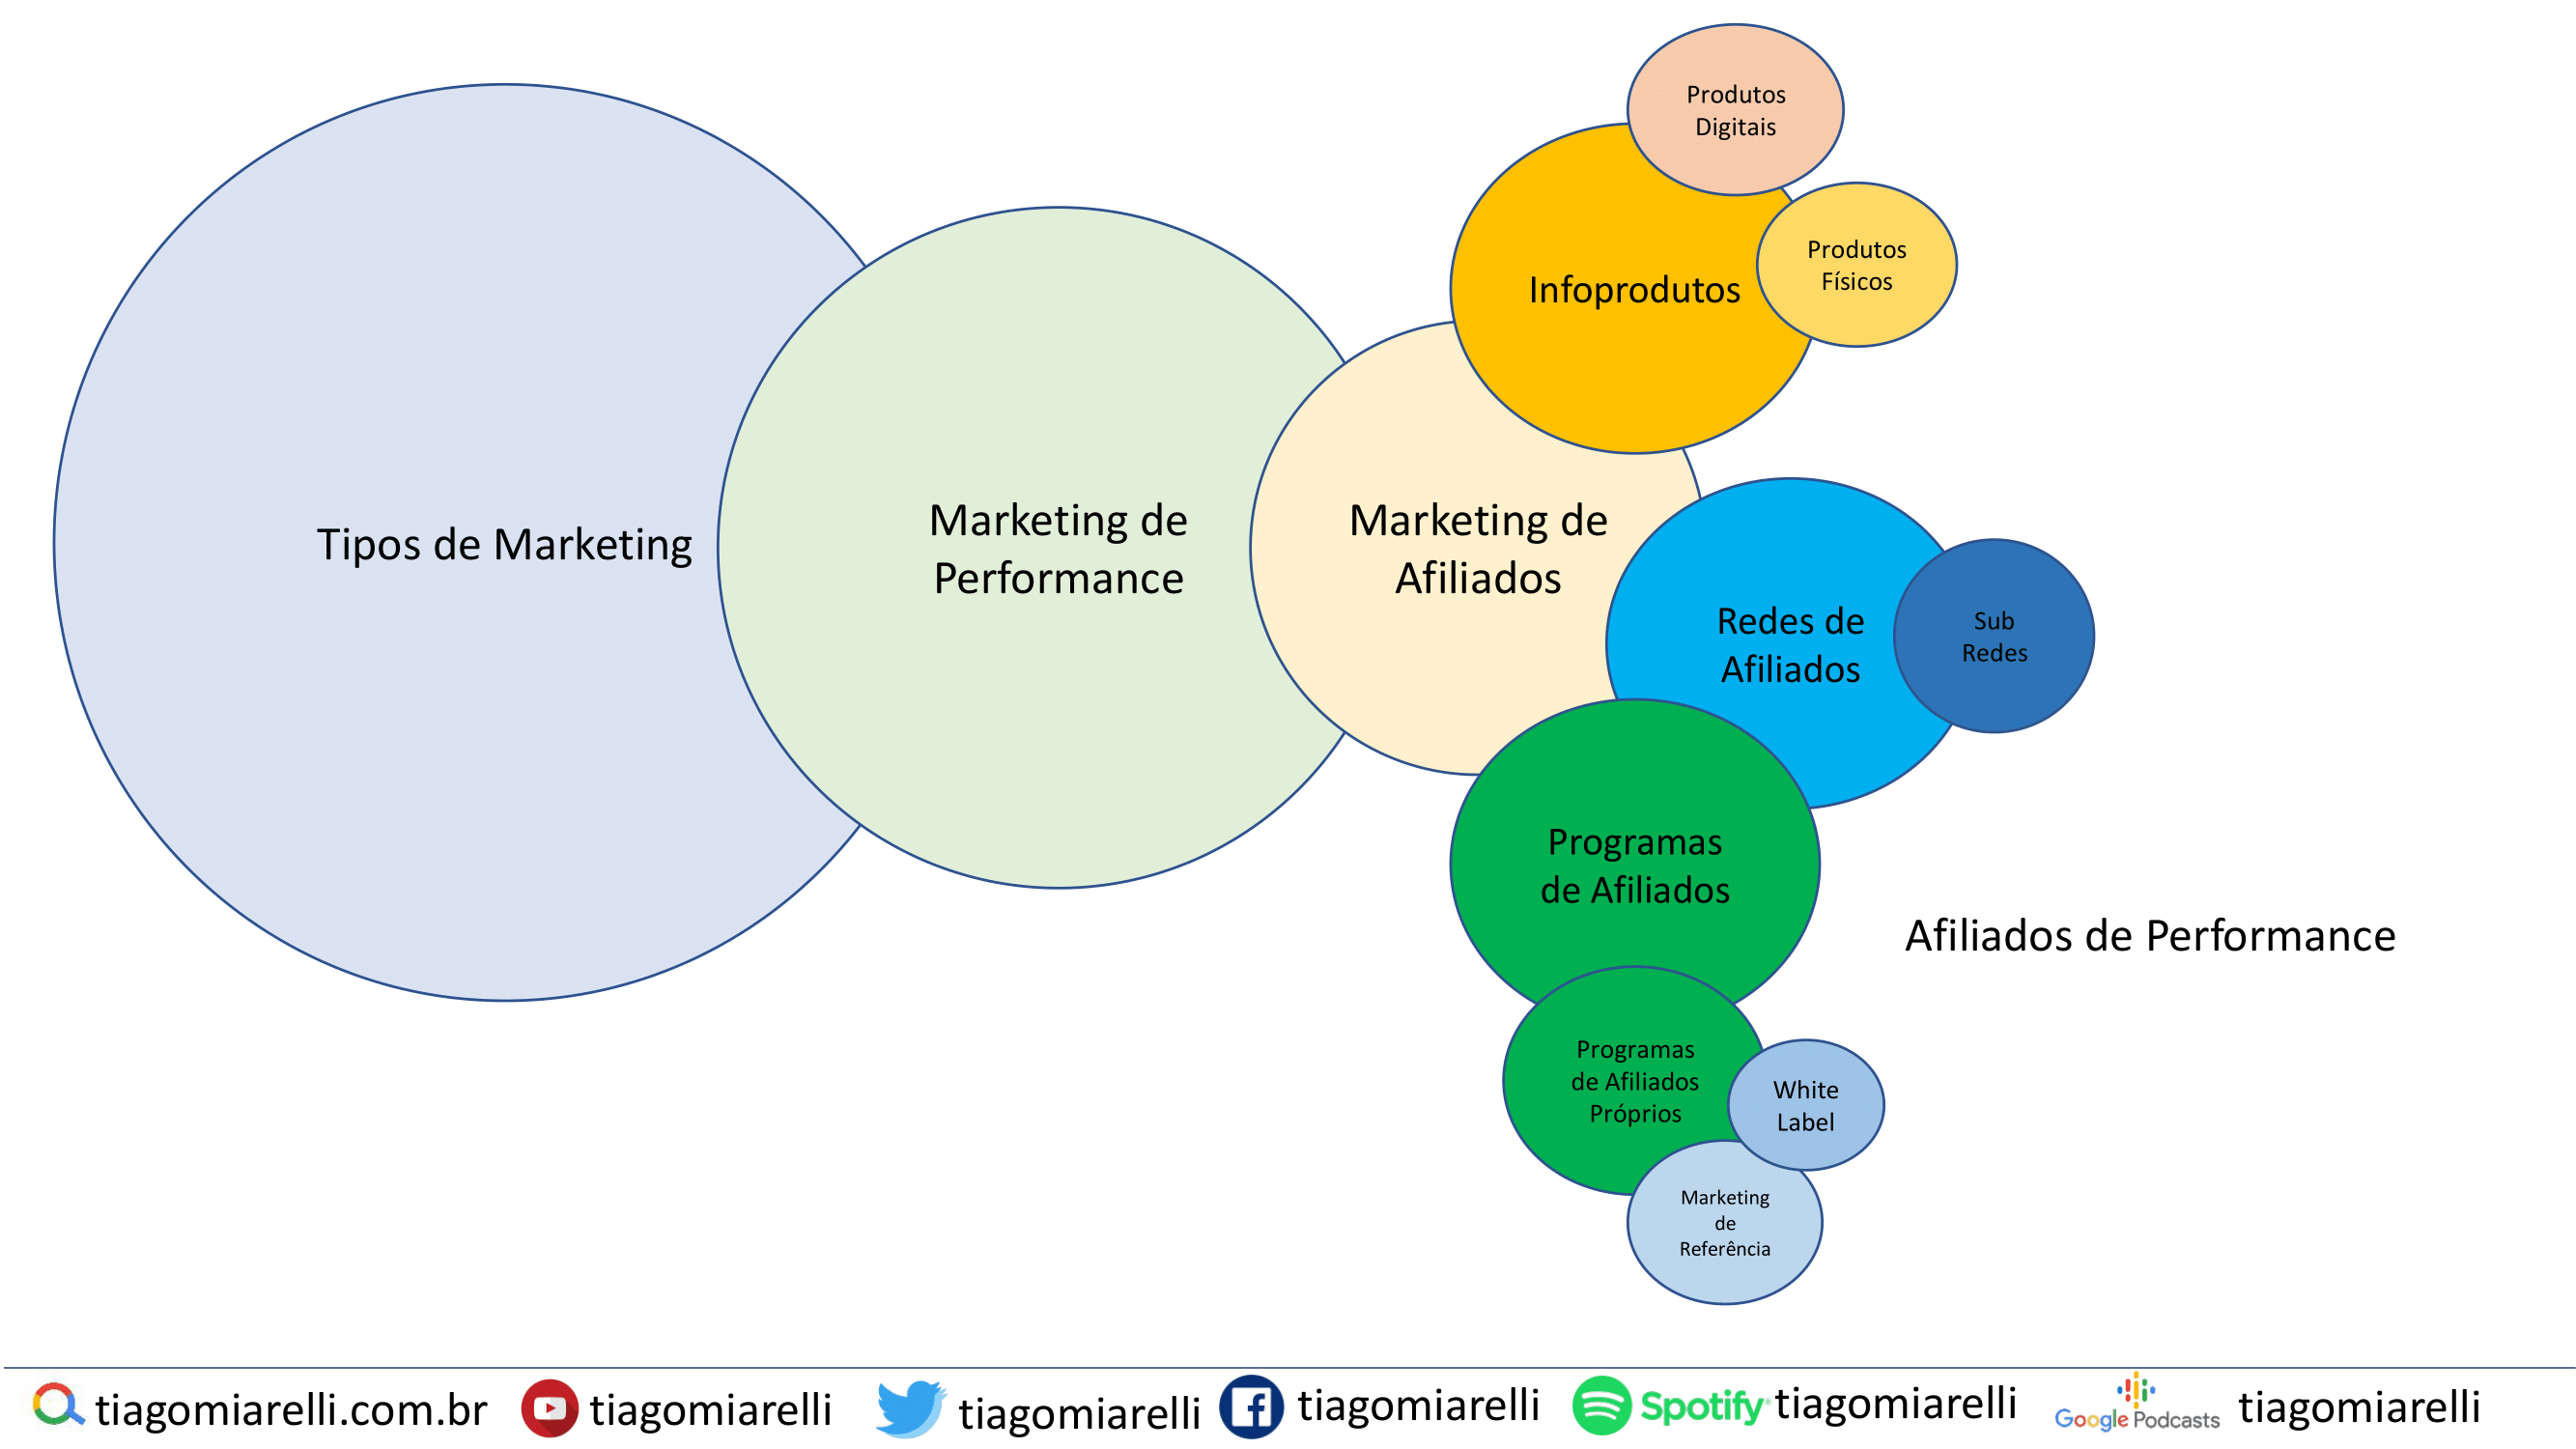 Produtos
Digitais
Produtos
Físicos
Infoprodutos
Tipos de Marketing
Marketing de
Performance
Marketing de
Afiliados
Redes de
Afiliados
Sub
Redes
Programas
de Afiliados
Afiliados de Performance
Programas
de Afiliados
Próprios
White
Label
Marketing
de
Referência
tiagomiarelli.com.br
tiagomiarelli
tiagomiarelli
tiagomiarelli
Spotify
tiagomiarelli
Google Podcasts
tiagomiarelli